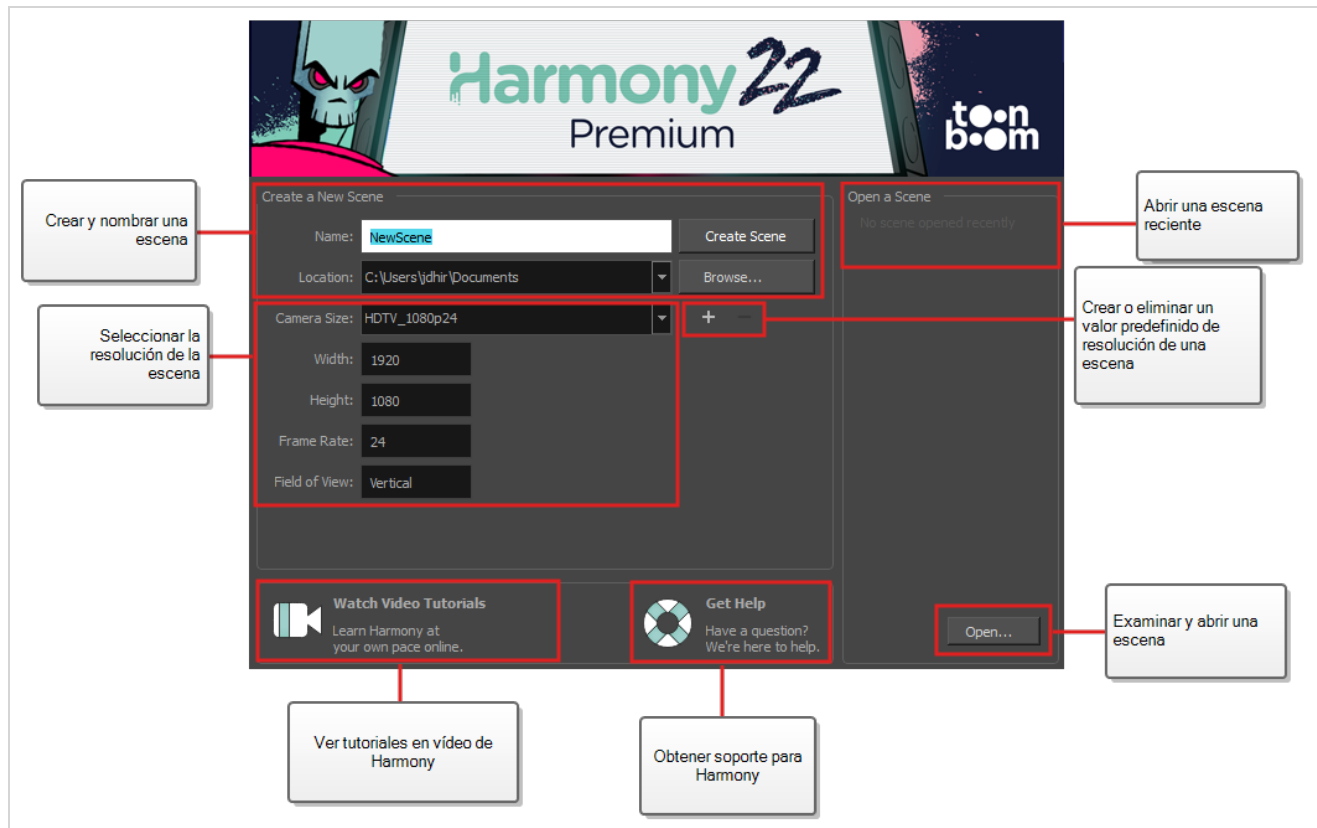 Harmony 22
Premium
toon
boom
Crear y nombrar una
escena
Seleccionar la
resolución de la
escena
Create a New Scene
Name: NewScene Create Scene
Location: C:\Users\jdhir\Documents Browse...
Camera Size: HDTV_1080p24 + −
Width: 1920
Height: 1080
Frame Rate: 24
Field of View: Vertical
Open a Scene
No scene opened recently
Abrir una escena
reciente
Crear o eliminar un
valor predefinido de
resolución de una
escena
Watch Video Tutorials
Learn Harmony at
your own pace online.
Get Help
Have a question?
We're here to help.
Open...
Examinar y abrir una
escena
Ver tutoriales en vídeo de
Harmony
Obtener soporte para
Harmony